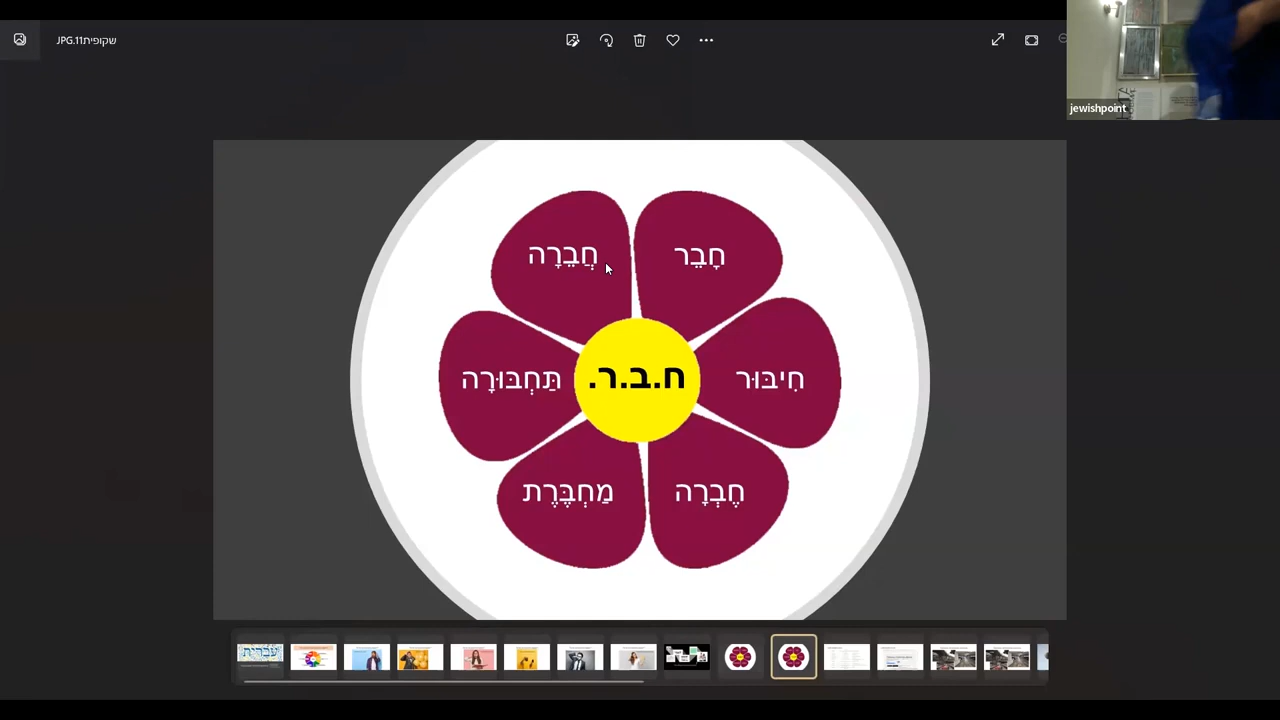 שקופית11.JPG
jewishpoint
חָבֵר
חֲבֵרָה
חִיבּוּר
ח.ב.ר.
תַּחְבּוּרָה
חֶבְרָה
מַחְבֶּרֶת
עברית